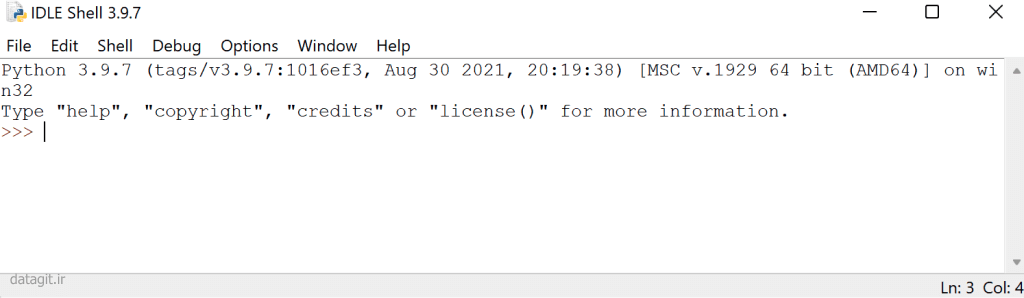 IDLE Shell 3.9.7
File Edit Shell Debug Options Window Help
Python 3.9.7 (tags/v3.9.7:1016ef3, Aug 30 2021, 20:19:38) [MSC v.1929 64 bit (AMD64)] on wi
n32
Type "help", "copyright", "credits" or "license()" for more information.
>>>
datagit.ir
Ln: 3 Col: 4